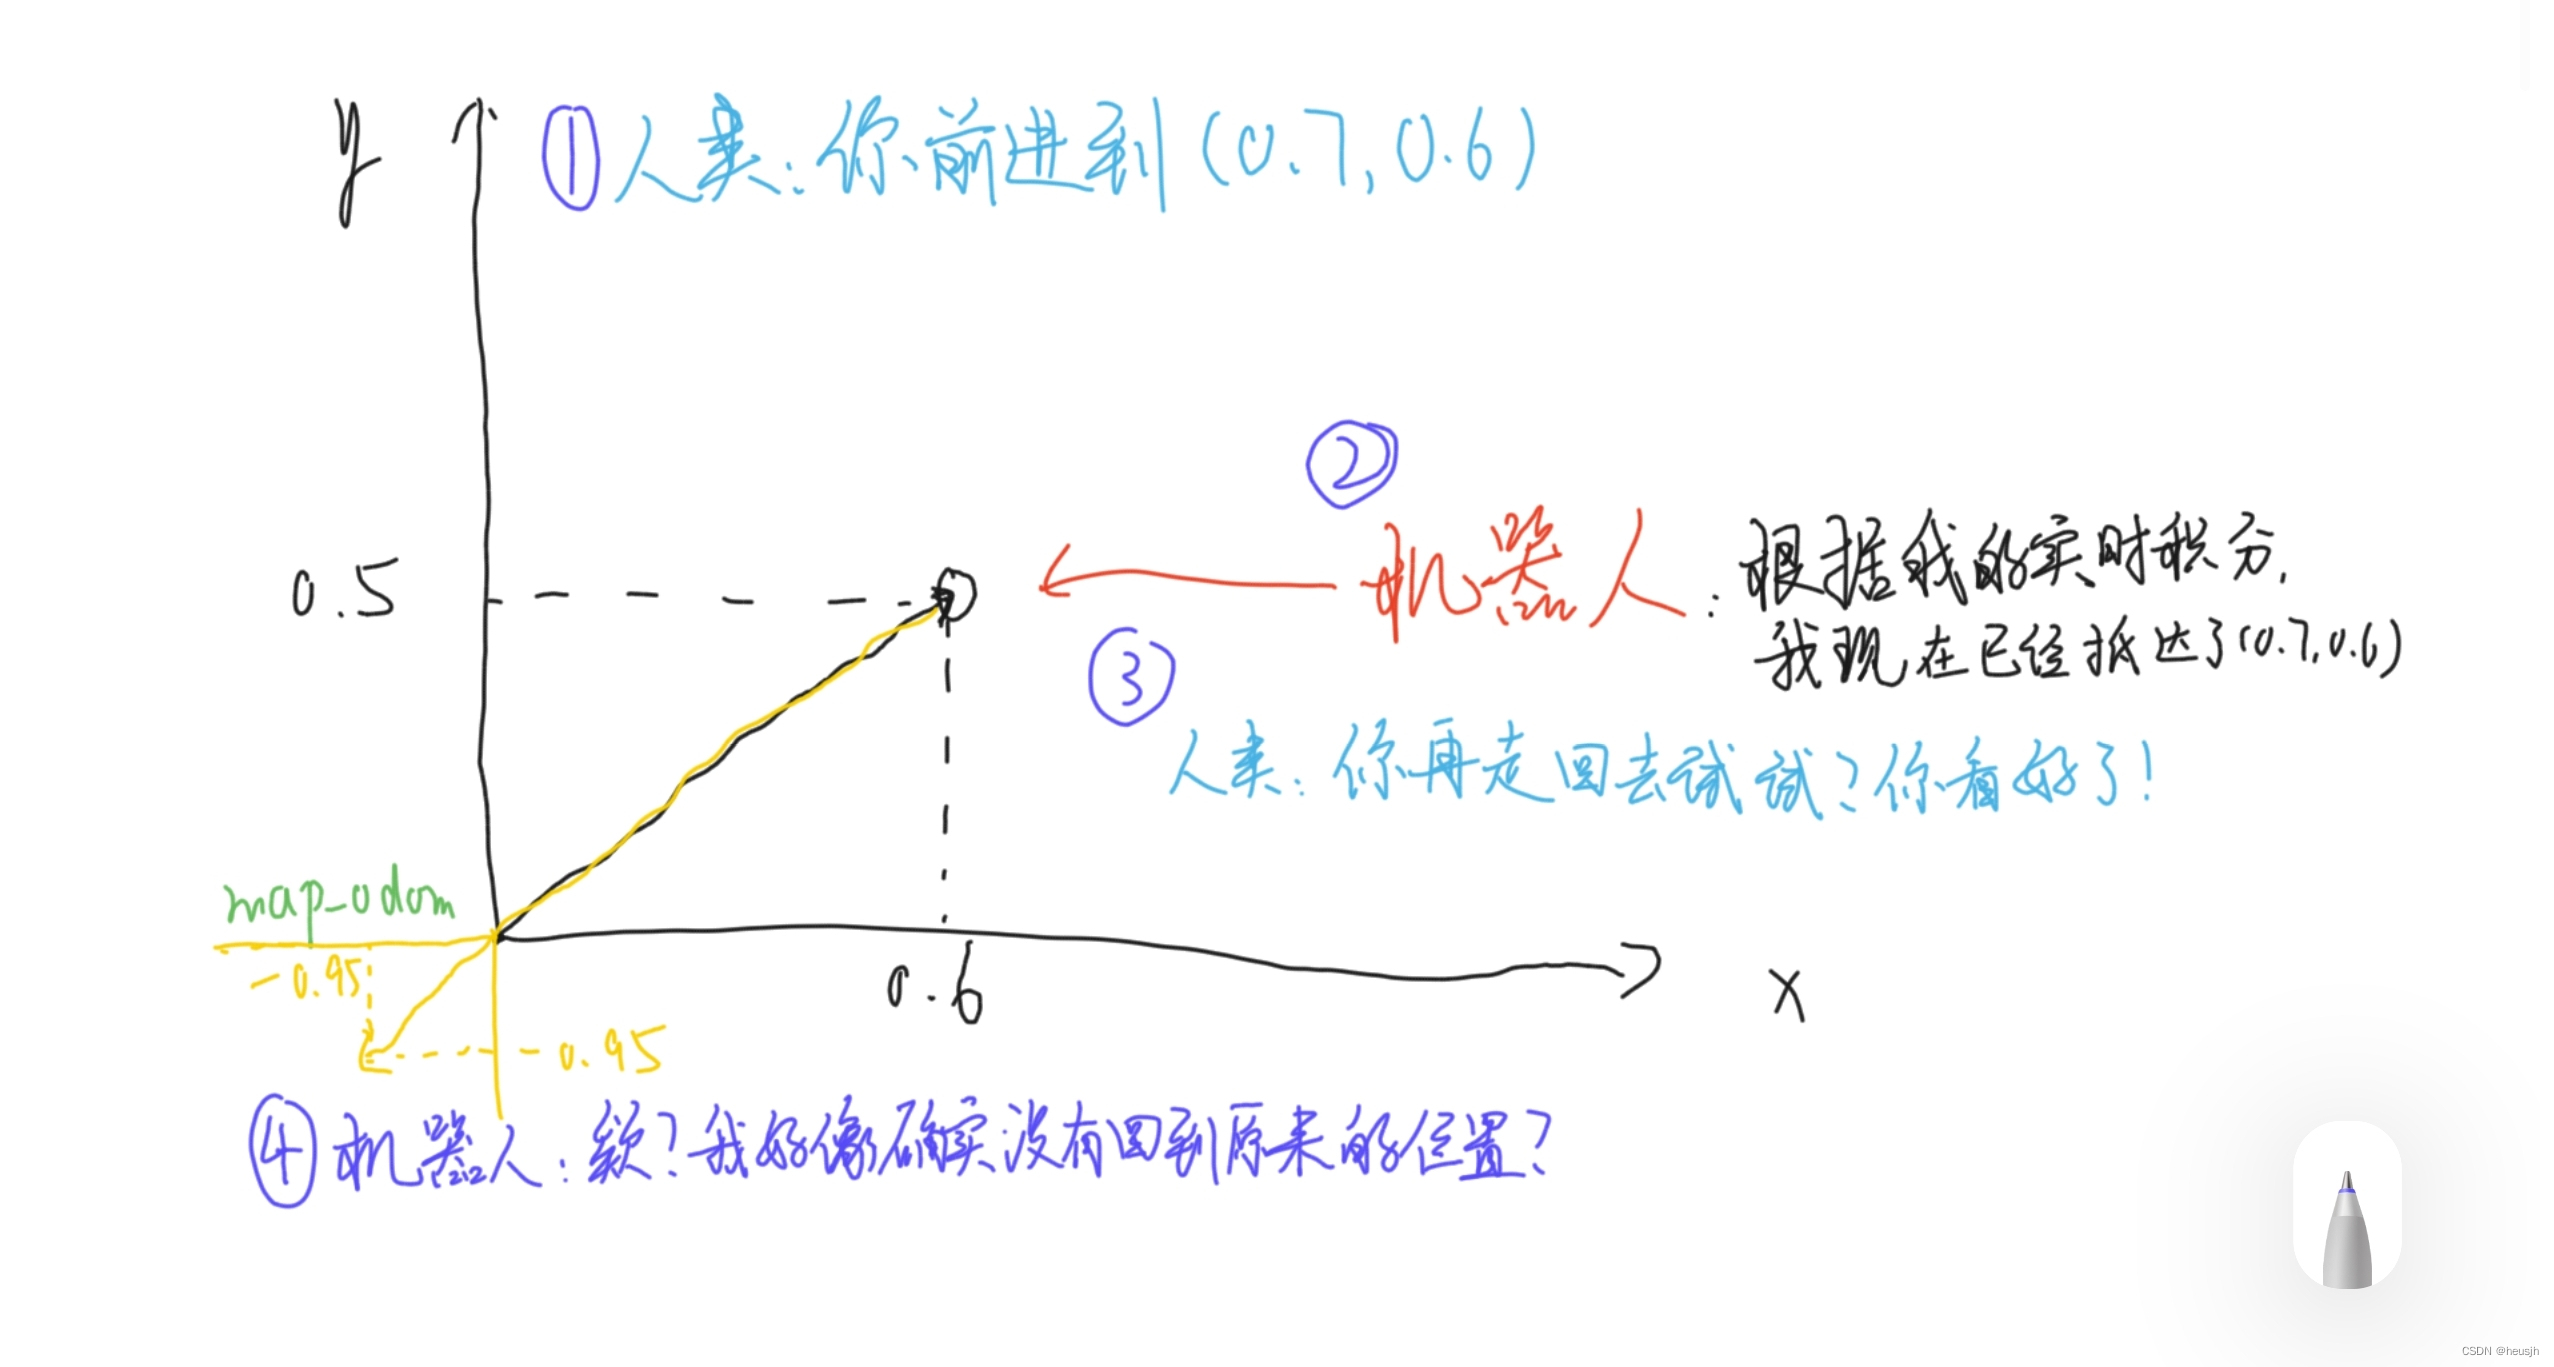 y
①人类:你前进到(0.7,0.6)
②
0.5
机器人:根据我的实时积分,
我现在已经抵达了(0.7,0.6)
③
人类:你再走回去试试?你看好了!
map_odom
-0.95
0.6
x
-0.95
④机器人:欸?我好像确实没有回到原来的位置?
CSDN @heusjh